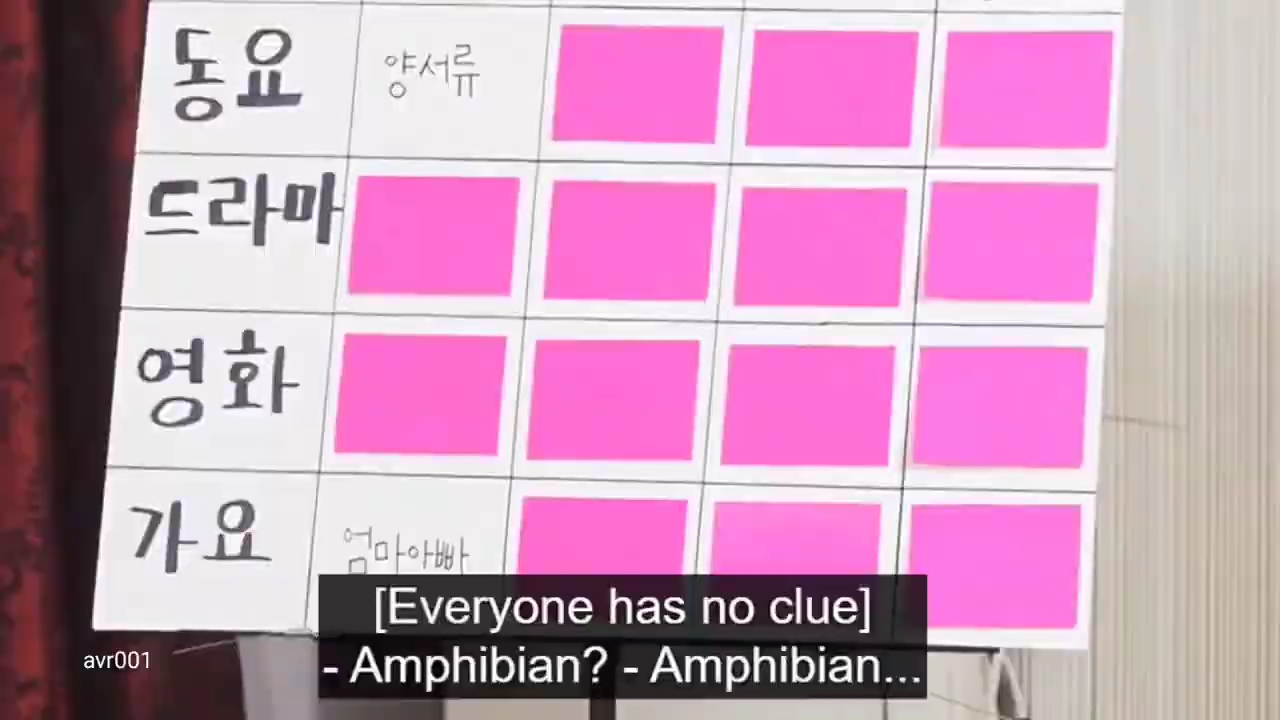 동요 양서류
드라마
영화
가요 엄마아빠
[Everyone has no clue]
- Amphibian? - Amphibian...
avr001